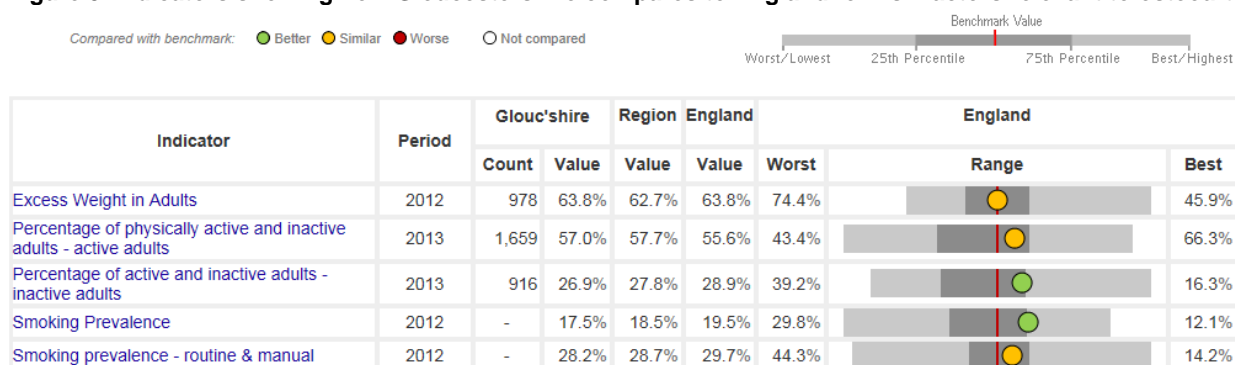 Compared with benchmark: Better Similar Worse Not compared
Benchmark Value
Worst/Lowest 25th Percentile 75th Percentile Best/Highest
Indicator Period Glouc'shire Region England England
Count Value Value Value Worst Range Best
Excess Weight in Adults 2012 978 63.8% 62.7% 63.8% 74.4% 45.9%
Percentage of physically active and inactive
adults - active adults 2013 1,659 57.0% 57.7% 55.6% 43.4% 66.3%
Percentage of active and inactive adults -
inactive adults 2013 916 26.9% 27.8% 28.9% 39.2% 16.3%
Smoking Prevalence 2012 - 17.5% 18.5% 19.5% 29.8% 12.1%
Smoking prevalence - routine & manual 2012 - 28.2% 28.7% 29.7% 44.3% 14.2%